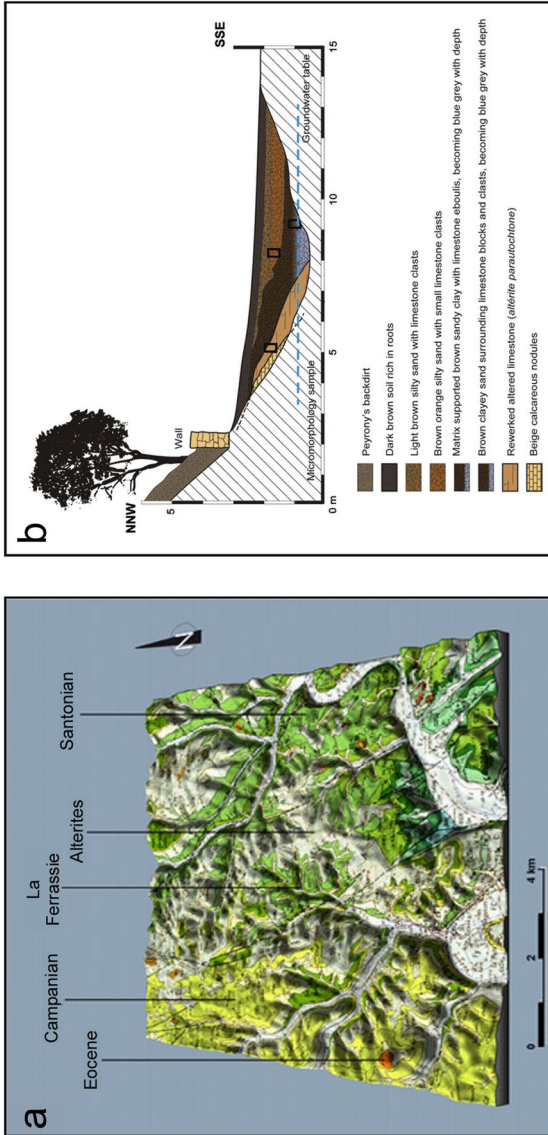 a
Eocene
Campanian
La
Ferrassie
Alterites
Santonian
N
0
2
4 km
b
NNW
SSE
Wall
5
Micromorphology sample
Groundwater table
0 m
5
10
15
Peyrony's backdirt
Dark brown soil rich in roots
Light brown silty sand with limestone clasts
Brown orange silty sand with small limestone clasts
Matrix supported brown sandy clay with limestone eboulis, becoming blue grey with depth
Brown clayey sand surrounding limestone blocks and clasts, becoming blue grey with depth
Rewerked altered limestone (altérite parautochtone)
Beige calcareous nodules